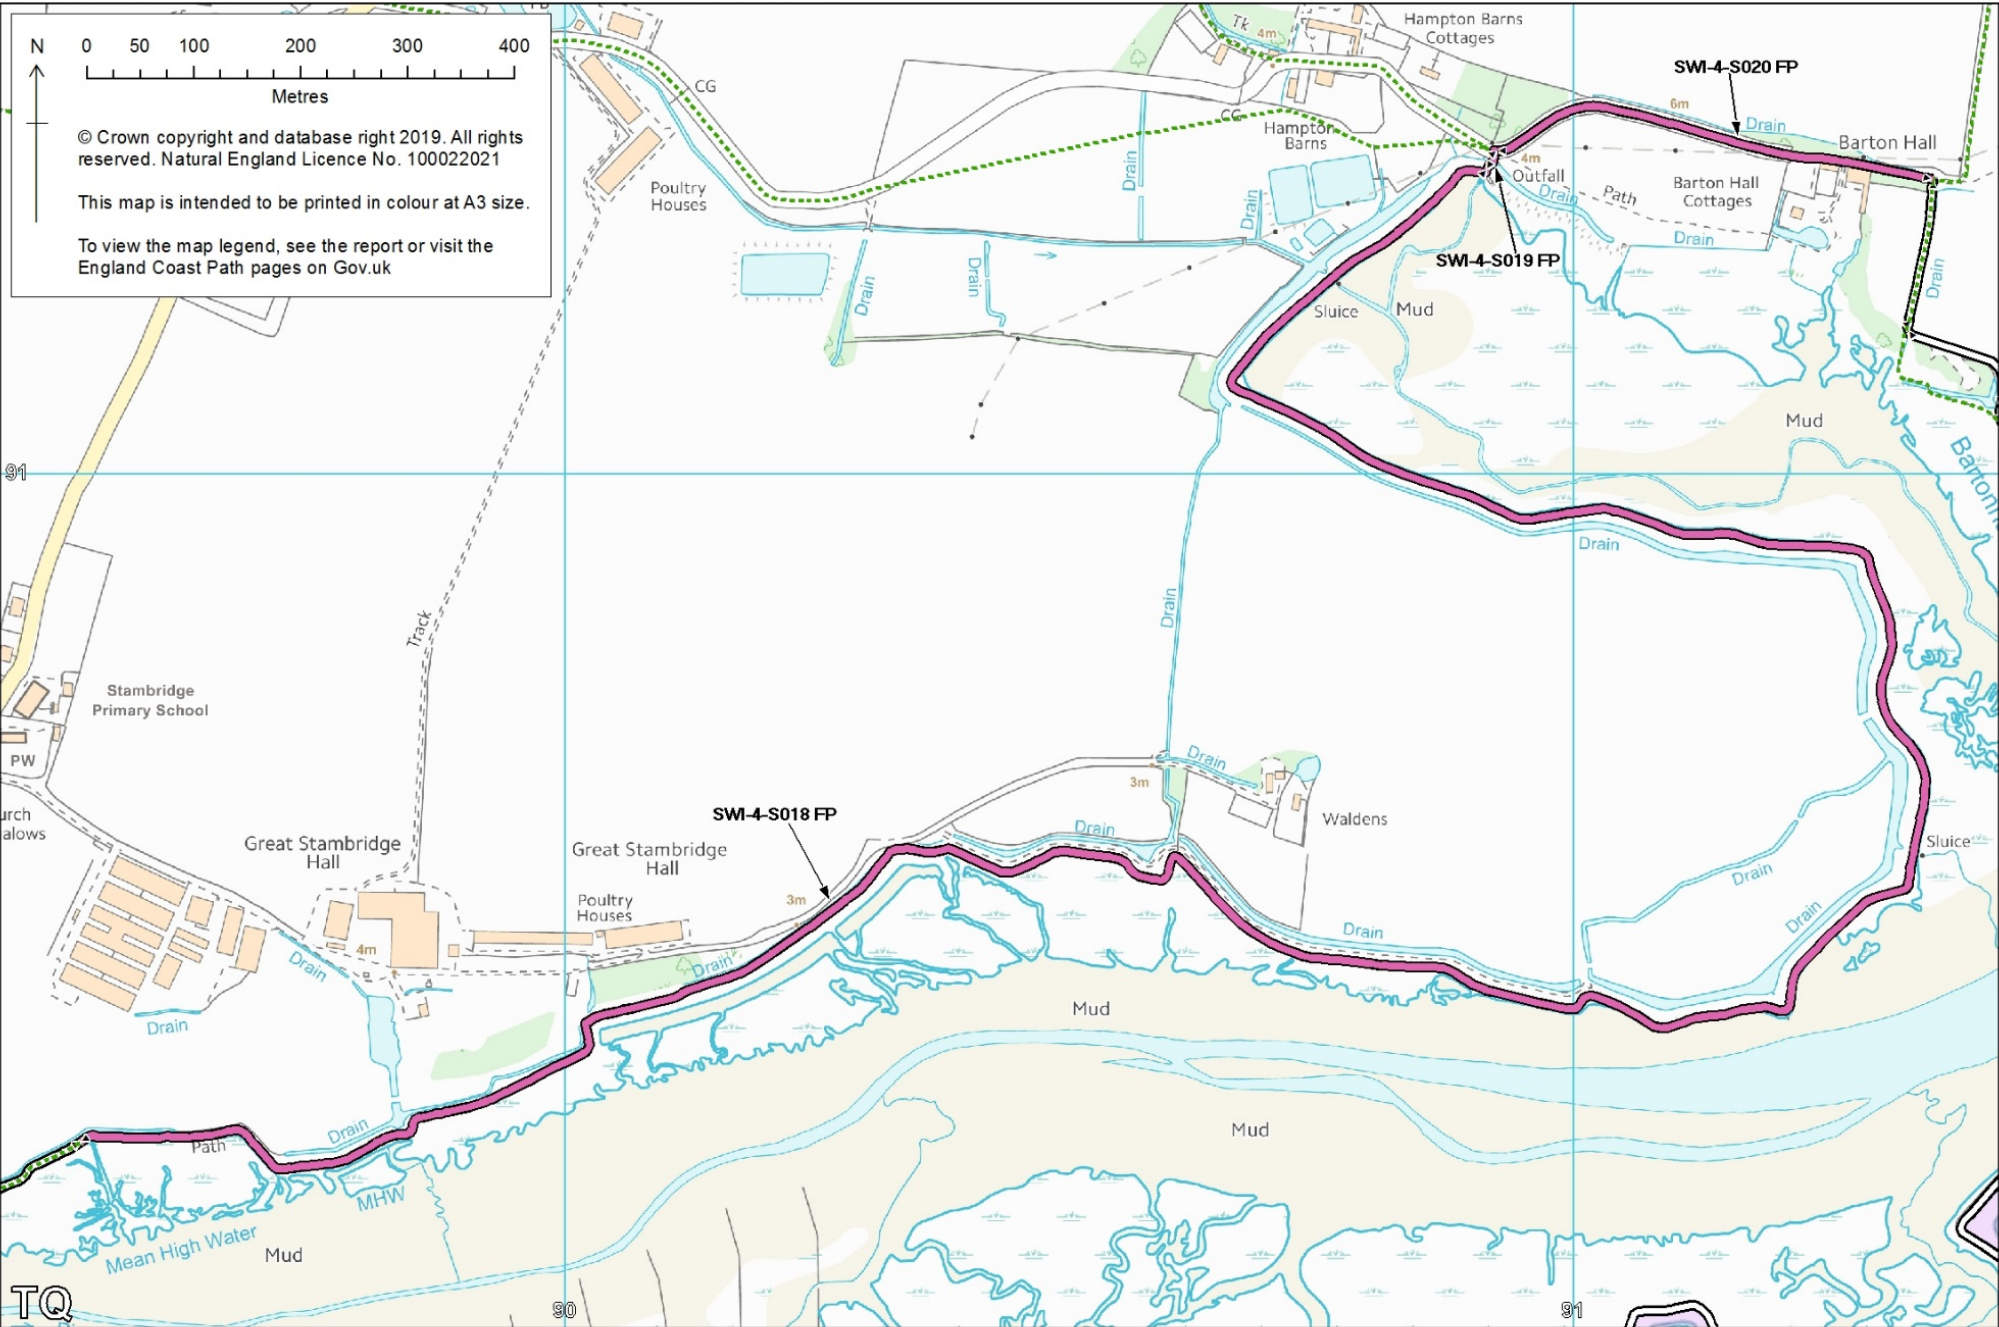 N
0 50 100 200 300 400
Metres
© Crown copyright and database right 2019. All rights
reserved. Natural England Licence No. 100022021
This map is intended to be printed in colour at A3 size.
To view the map legend, see the report or visit the
England Coast Path pages on Gov.uk
Tk
4m
Hampton Barns
Cottages
SWI-4-S020 FP
CG
6m
Drain
CG
Hampton
Barns
Barton Hall
4m
Outfall
Drain
Poultry
Houses
Drain
Path
Barton Hall
Cottages
Drain
Drain
SWI-4-S019 FP
Drain
Drain
Drain
Sluice
Mud
Mud
Barton
91
Drain
Drain
Track
Stambridge
Primary School
PW
urch
alows
Drain
3m
SWI-4-S018 FP
Waldens
Great Stambridge
Hall
Great Stambridge
Hall
Drain
Sluice
Drain
3m
Poultry
Houses
Drain
Drain
4m
Drain
Drain
Mud
Drain
Drain
Path
Mud
MHW
Mean High Water
Mud
TQ
90
91